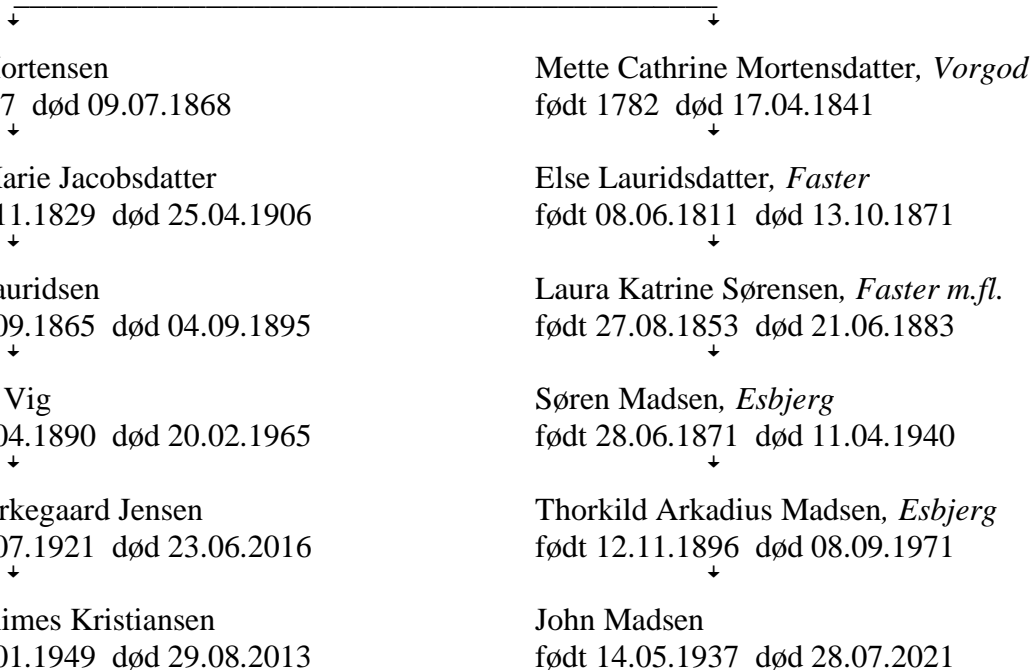 ortensen
7 død 09.07.1868
arie Jacobsdatter
11.1829 død 25.04.1906
auridsen
09.1865 død 04.09.1895
Vig
04.1890 død 20.02.1965
rkegaard Jensen
07.1921 død 23.06.2016
imes Kristiansen
01.1949 død 29.08.2013
Mette Cathrine Mortensdatter, Vorgod
født 1782 død 17.04.1841
Else Lauridsdatter, Faster
født 08.06.1811 død 13.10.1871
Laura Katrine Sørensen, Faster m.fl.
født 27.08.1853 død 21.06.1883
Søren Madsen, Esbjerg
født 28.06.1871 død 11.04.1940
Thorkild Arkadius Madsen, Esbjerg
født 12.11.1896 død 08.09.1971
John Madsen
født 14.05.1937 død 28.07.2021